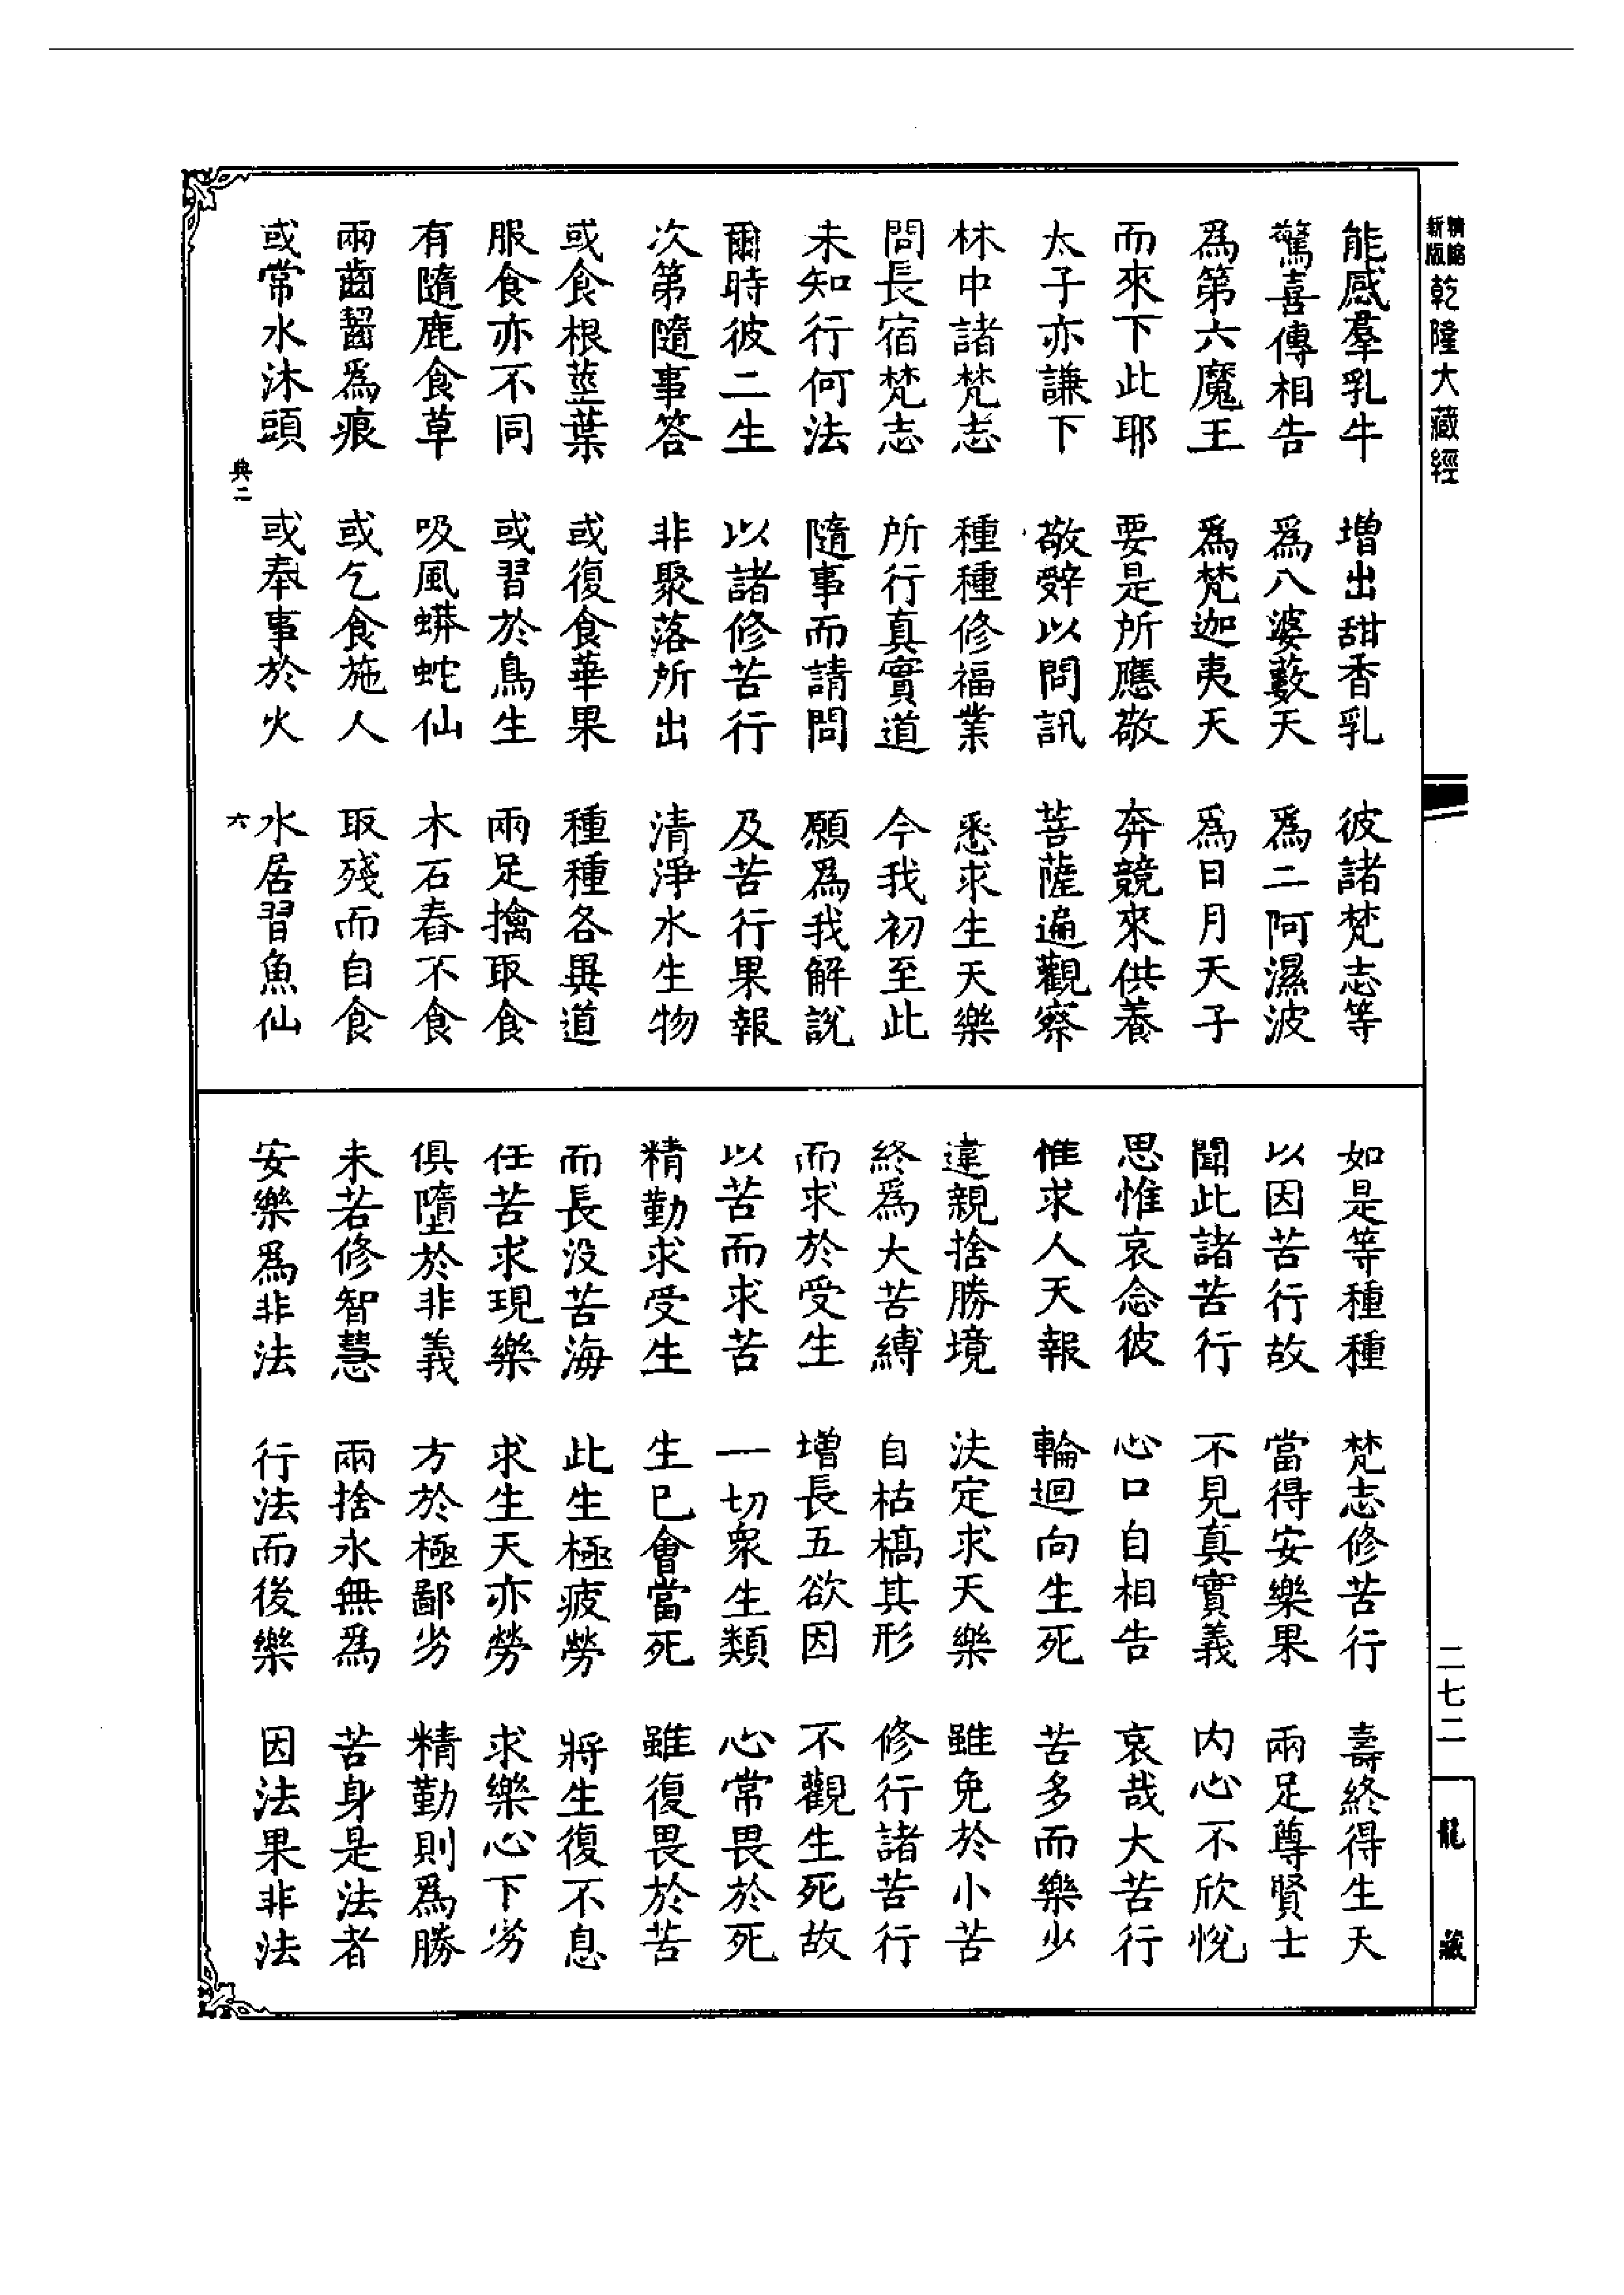 精縮新版乾隆大藏經
能感羣乳牛　增出甜香乳　彼諸梵志等
驚喜傳相告　爲八婆藪天　爲二阿濕波
爲第六魔王　爲梵迦夷天　爲日月天子
而來下此耶　要是所應敬　奔競來供養
太子亦謙下　敬辤以問訊　菩薩遍觀察
林中諸梵志　種種修福業　悉求生天樂
問長宿梵志　所行真實道　今我初至此
未知行何法　隨事而請問　願爲我解說
爾時彼二生　以諸修苦行　及苦行果報
次第隨事答　非聚落所出　清淨水生物
或食根莖葉　或復食華果　種種各異道
服食亦不同　或習於鳥生　兩足擒取食
有隨鹿食草　吸風蟒蛇仙　木石舂不食
兩齒齧爲痕　或乞食施人　取殘而自食
或常水沐頭　或奉事於火　水居習魚仙
典二　六
如是等種種　梵志修苦行　壽終得生天
以因苦行故　當得安樂果　兩足尊賢士
聞此諸苦行　不見真實義　內心不欣悅
思惟哀念彼　心口自相告　哀哉大苦行
惟求人天報　輪迴向生死　苦多而樂少
違親捨勝境　決定求天樂　雖免於小苦
終爲大苦縛　自枯槁其形　修行諸苦行
而求於受生　增長五欲因　不觀生死故
以苦而求苦　一切衆生類　心常畏於死
精勤求受生　生已會當死　雖復畏於苦
而長没苦海　此生極疲勞　將生復不息
任苦求現樂　求生天亦勞　求樂心下劣
俱墮於非義　方於極鄙劣　精勤則爲勝
未若修智慧　兩捨永無爲　苦身是法者
安樂爲非法　行法而後樂　因法果非法
二七二
龍藏